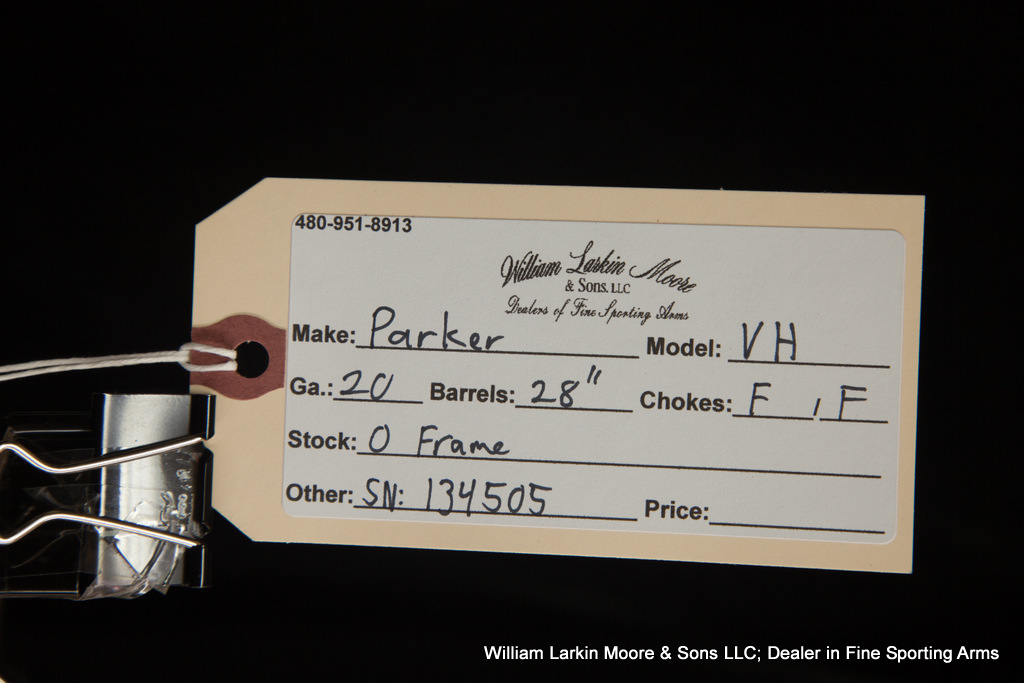 480-951-8913
William Larkin Moore
& Sons, LLC
Dealers of Fine Sporting Arms
Make: Parker Model: VH
Ga.: 20 Barrels: 28" Chokes: F , F
Stock: O Frame
Other: SN: 134505 Price:
William Larkin Moore & Sons LLC; Dealer in Fine Sporting Arms